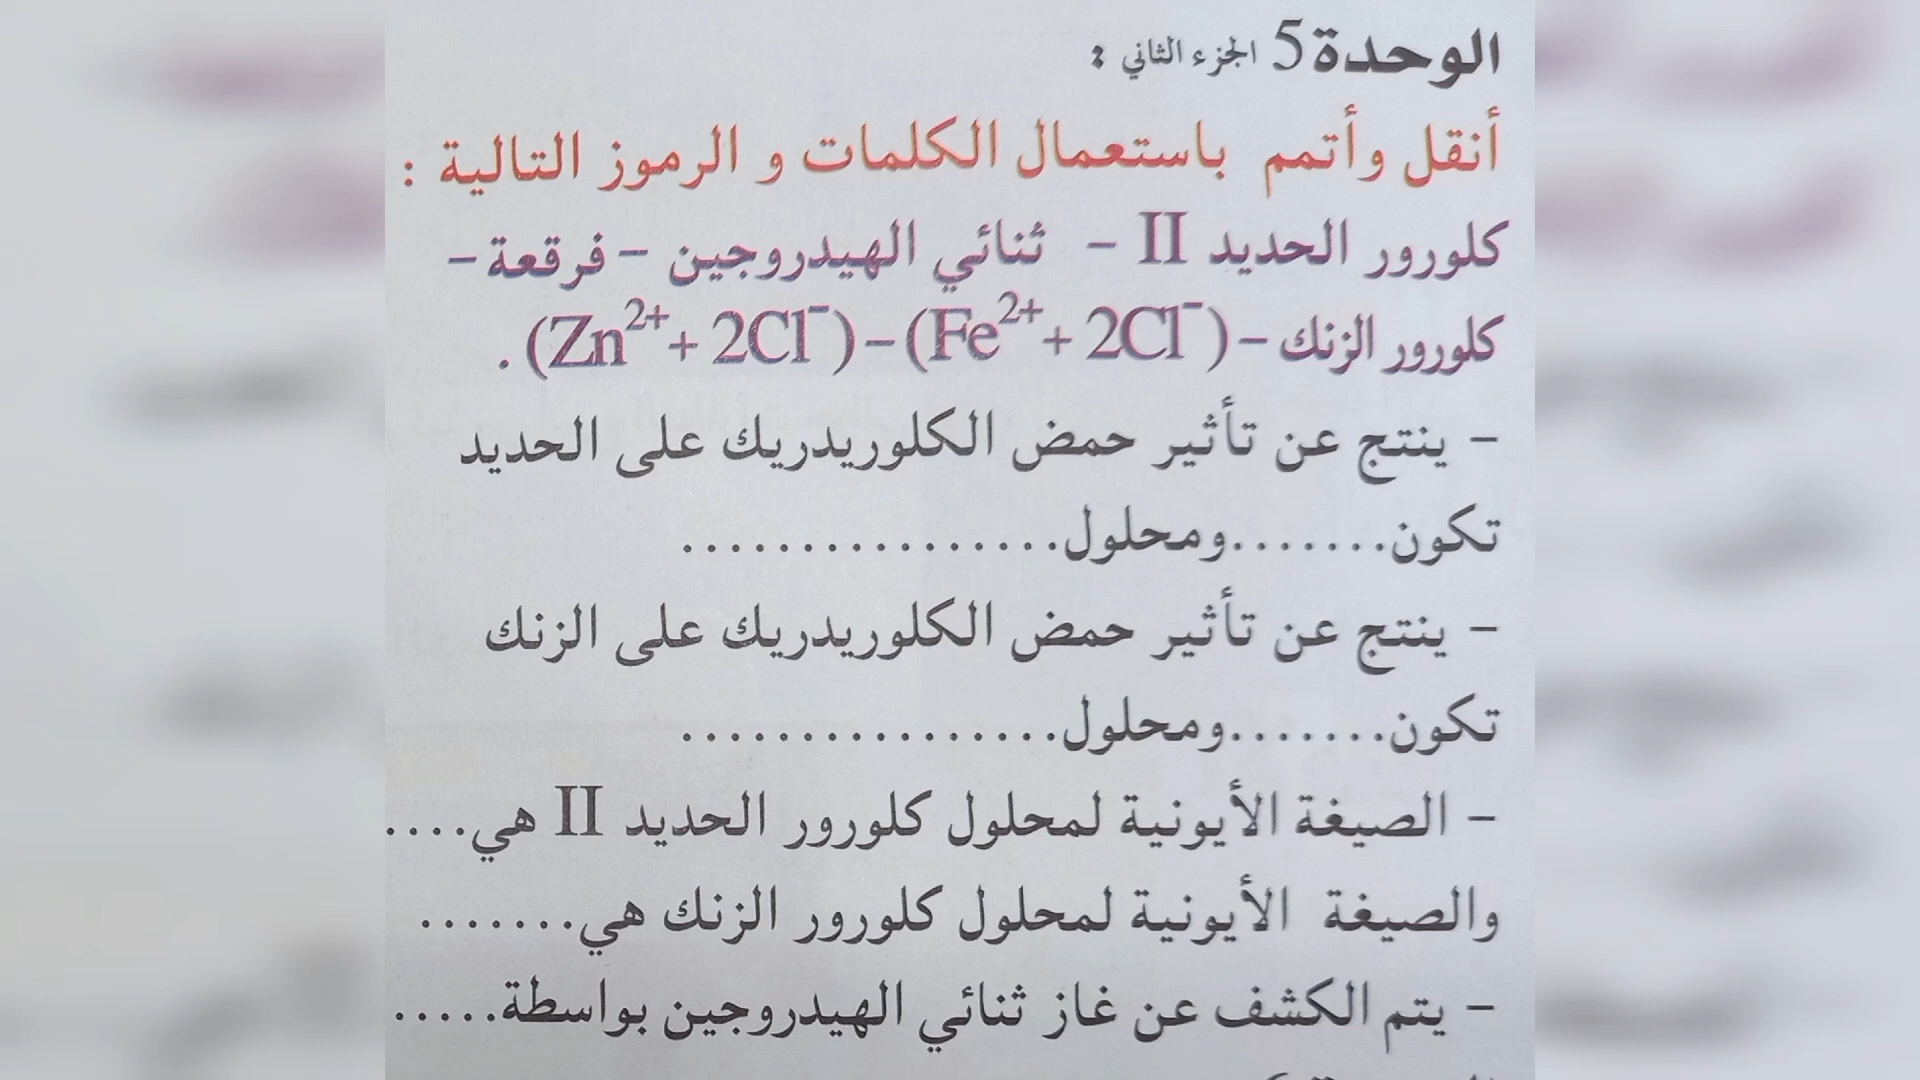 الوحدة 5 الجزء الثاني :
أنقل وأتمم باستعمال الكلمات و الرموز التالية :
كلورور الحديد II – ثنائي الهيدروجين – فرقعة –
كلورور الزنك – (Fe²⁺ + 2Cl⁻) – (Zn²⁺ + 2Cl⁻) .
– ينتج عن تأثير حمض الكلوريدريك على الحديد
تكون.......ومحلول................
– ينتج عن تأثير حمض الكلوريدريك على الزنك
تكون.......ومحلول................
– الصيغة الأيونية لمحلول كلورور الحديد II هي....
والصيغة الأيونية لمحلول كلورور الزنك هي.......
– يتم الكشف عن غاز ثنائي الهيدروجين بواسطة.....